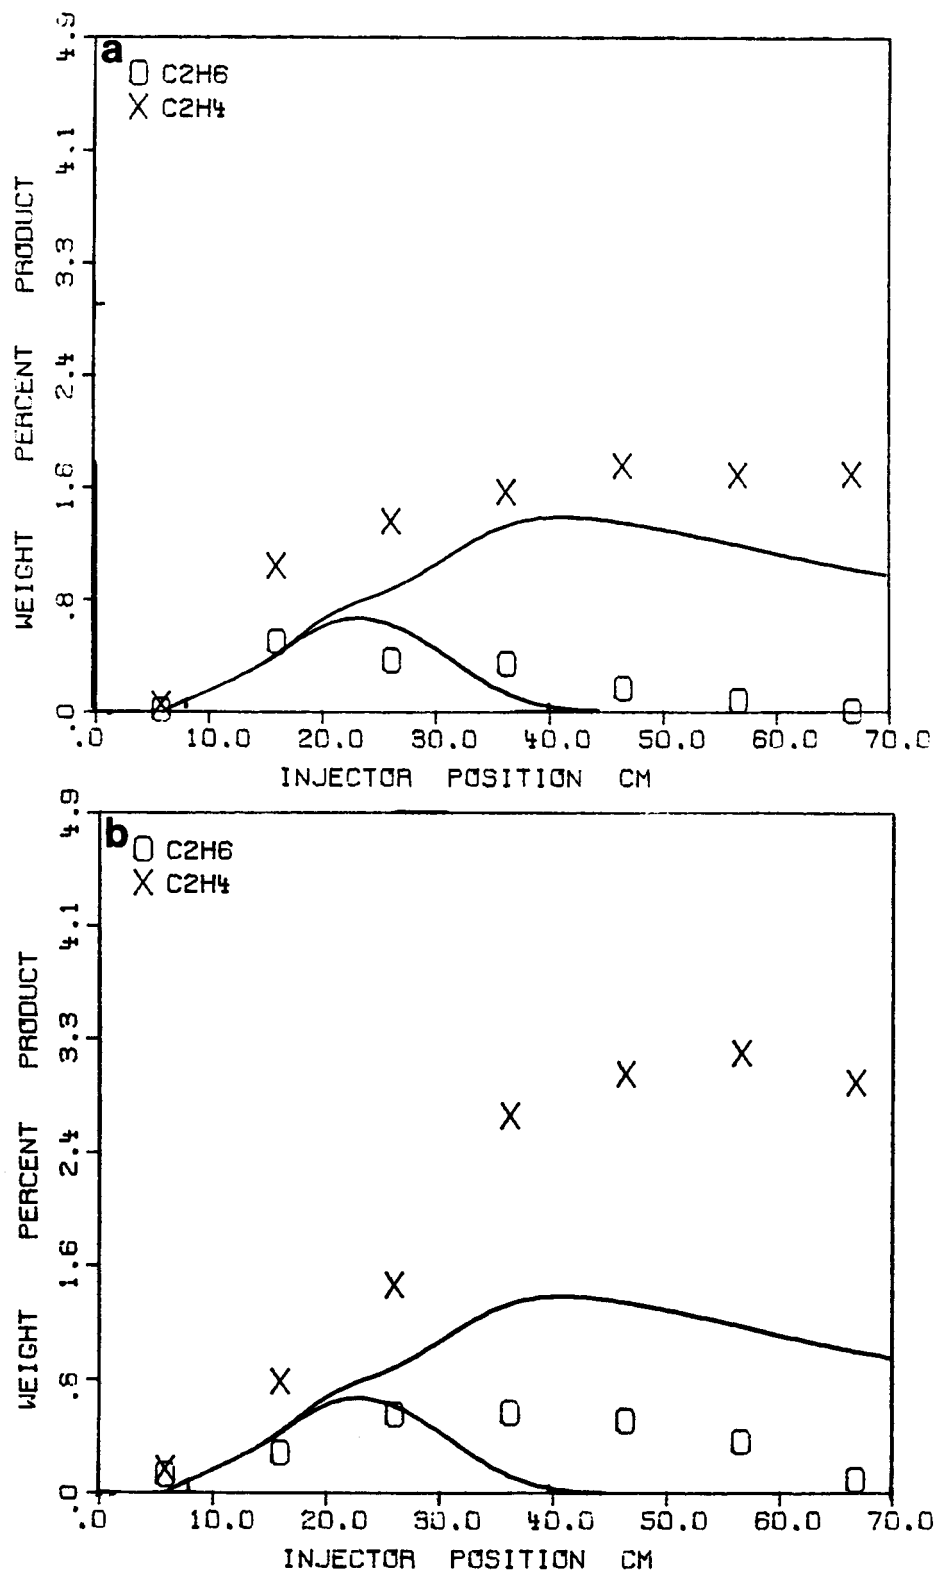 a
C2H6
C2H4
4.9
4.1
3.3
2.4
1.6
.8
.0
WEIGHT PERCENT PRODUCT
.0 10.0 20.0 30.0 40.0 50.0 60.0 70.0
INJECTOR POSITION CM
b
C2H6
C2H4
4.9
4.1
3.3
2.4
1.6
.8
.0
WEIGHT PERCENT PRODUCT
.0 10.0 20.0 30.0 40.0 50.0 60.0 70.0
INJECTOR POSITION CM